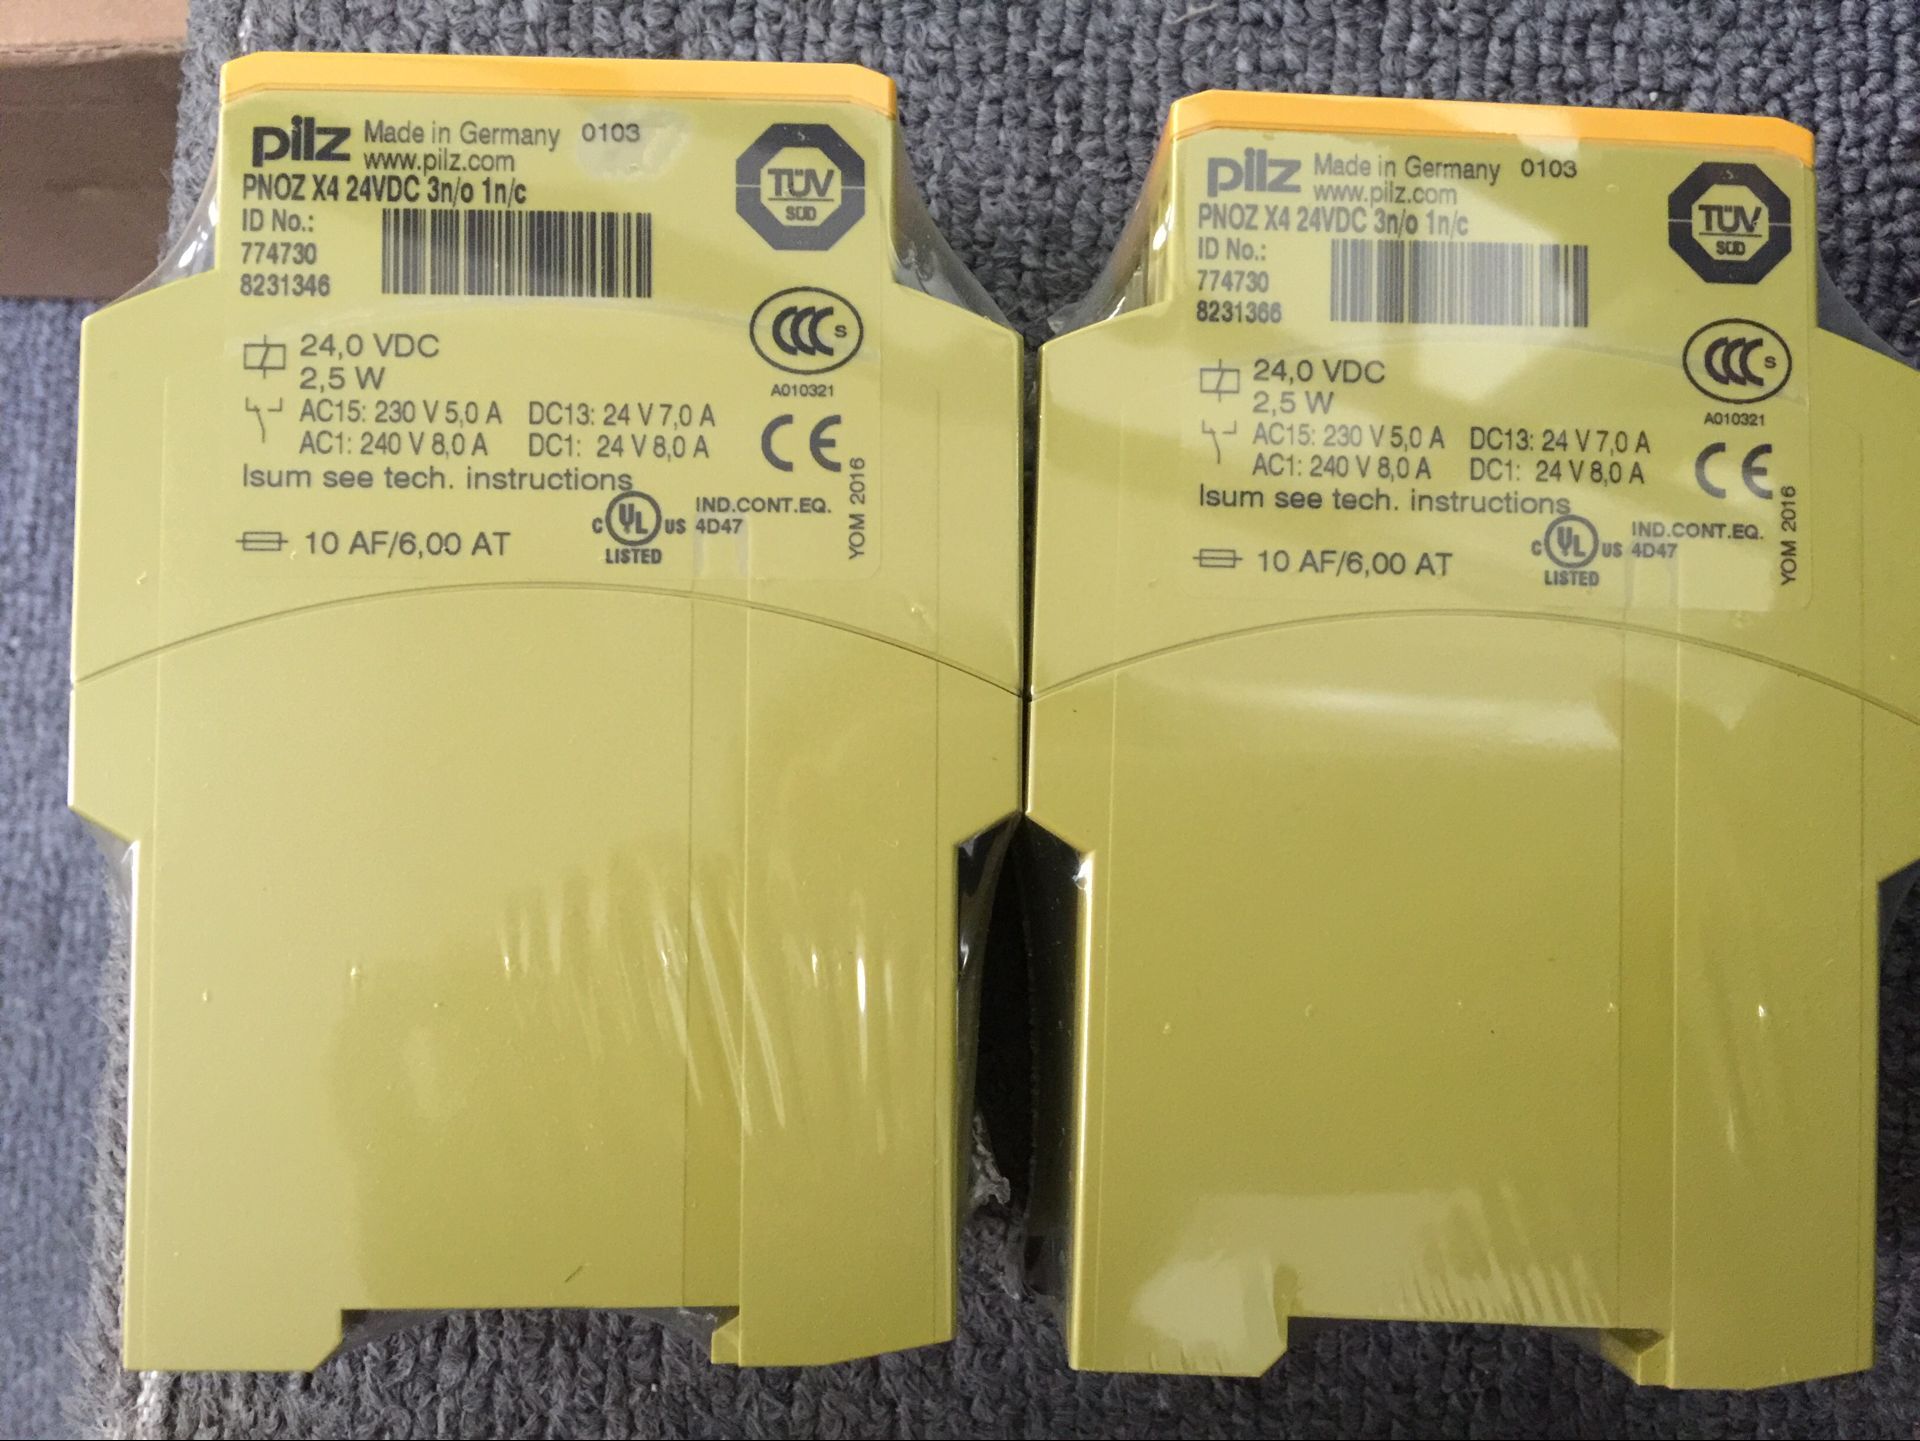 pilz Made in Germany 0103
www.pilz.com
PNOZ X4 24VDC 3n/o 1n/c
ID No.:
774730
8231346
TÜV
SÜD
CCC S
A010321
24,0 VDC
2,5 W
AC15: 230 V 5,0 A DC13: 24 V 7,0 A
AC1: 240 V 8,0 A DC1: 24 V 8,0 A
CE
Isum see tech. instructions
10 AF/6,00 AT
C UL US IND.CONT.EQ.
4D47
LISTED
YOM 2016
pilz Made in Germany 0103
www.pilz.com
PNOZ X4 24VDC 3n/o 1n/c
ID No.:
774730
8231366
TÜV
SÜD
CCC S
A010321
24,0 VDC
2,5 W
AC15: 230 V 5,0 A DC13: 24 V 7,0 A
AC1: 240 V 8,0 A DC1: 24 V 8,0 A
CE
Isum see tech. instructions
10 AF/6,00 AT
C UL US IND.CONT.EQ.
4D47
LISTED
YOM 2016